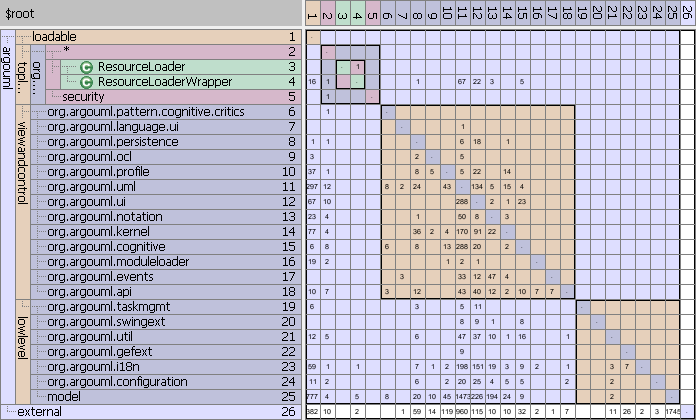 $root 1 2 3 4 5 6 7 8 9 10 11 12 13 14 15 16 17 18 19 20 21 22 23 24 25 26
argouml
loadable 1
topl...
org...
* 2
C ResourceLoader 3 - 1
C ResourceLoaderWrapper 4 16 1 - 1 67 22 3 5
security 5 1 -
viewandcontrol
org.argouml.pattern.cognitive.critics 6 1 -
org.argouml.language.ui 7 - 1
org.argouml.persistence 8 1 1 - 6 18 1
org.argouml.ocl 9 3 2 - 5
org.argouml.profile 10 37 1 8 5 - 5 22 14
org.argouml.uml 11 297 12 8 2 24 43 - 134 5 15 4
org.argouml.ui 12 67 10 288 - 2 1 23
org.argouml.notation 13 23 4 1 50 8 - 3
org.argouml.kernel 14 77 4 36 2 4 170 91 22 -
org.argouml.cognitive 15 6 8 6 8 13 288 20 2 -
org.argouml.moduleloader 16 19 2 1 2 1 -
org.argouml.events 17 3 33 12 47 4 -
org.argouml.api 18 10 7 3 12 43 40 12 2 10 7 7 -
lowlevel
org.argouml.taskmgmt 19 6 3 5 11 -
org.argouml.swingext 20 8 9 1 8 -
org.argouml.util 21 12 5 47 37 10 1 16 1 -
org.argouml.gefext 22 9 -
org.argouml.i18n 23 59 1 4 7 1 2 198 151 19 3 9 2 1 3 7 -
org.argouml.configuration 24 11 2 6 25 4 8 2 2 -
model 25 777 4 5 8 20 10 45 1473 226 194 29 3 8 11 2 6 3 -
external 26 382 10 2 1 59 14 119 960 115 10 10 32 2 1 7 11 22 2 3 1745 -